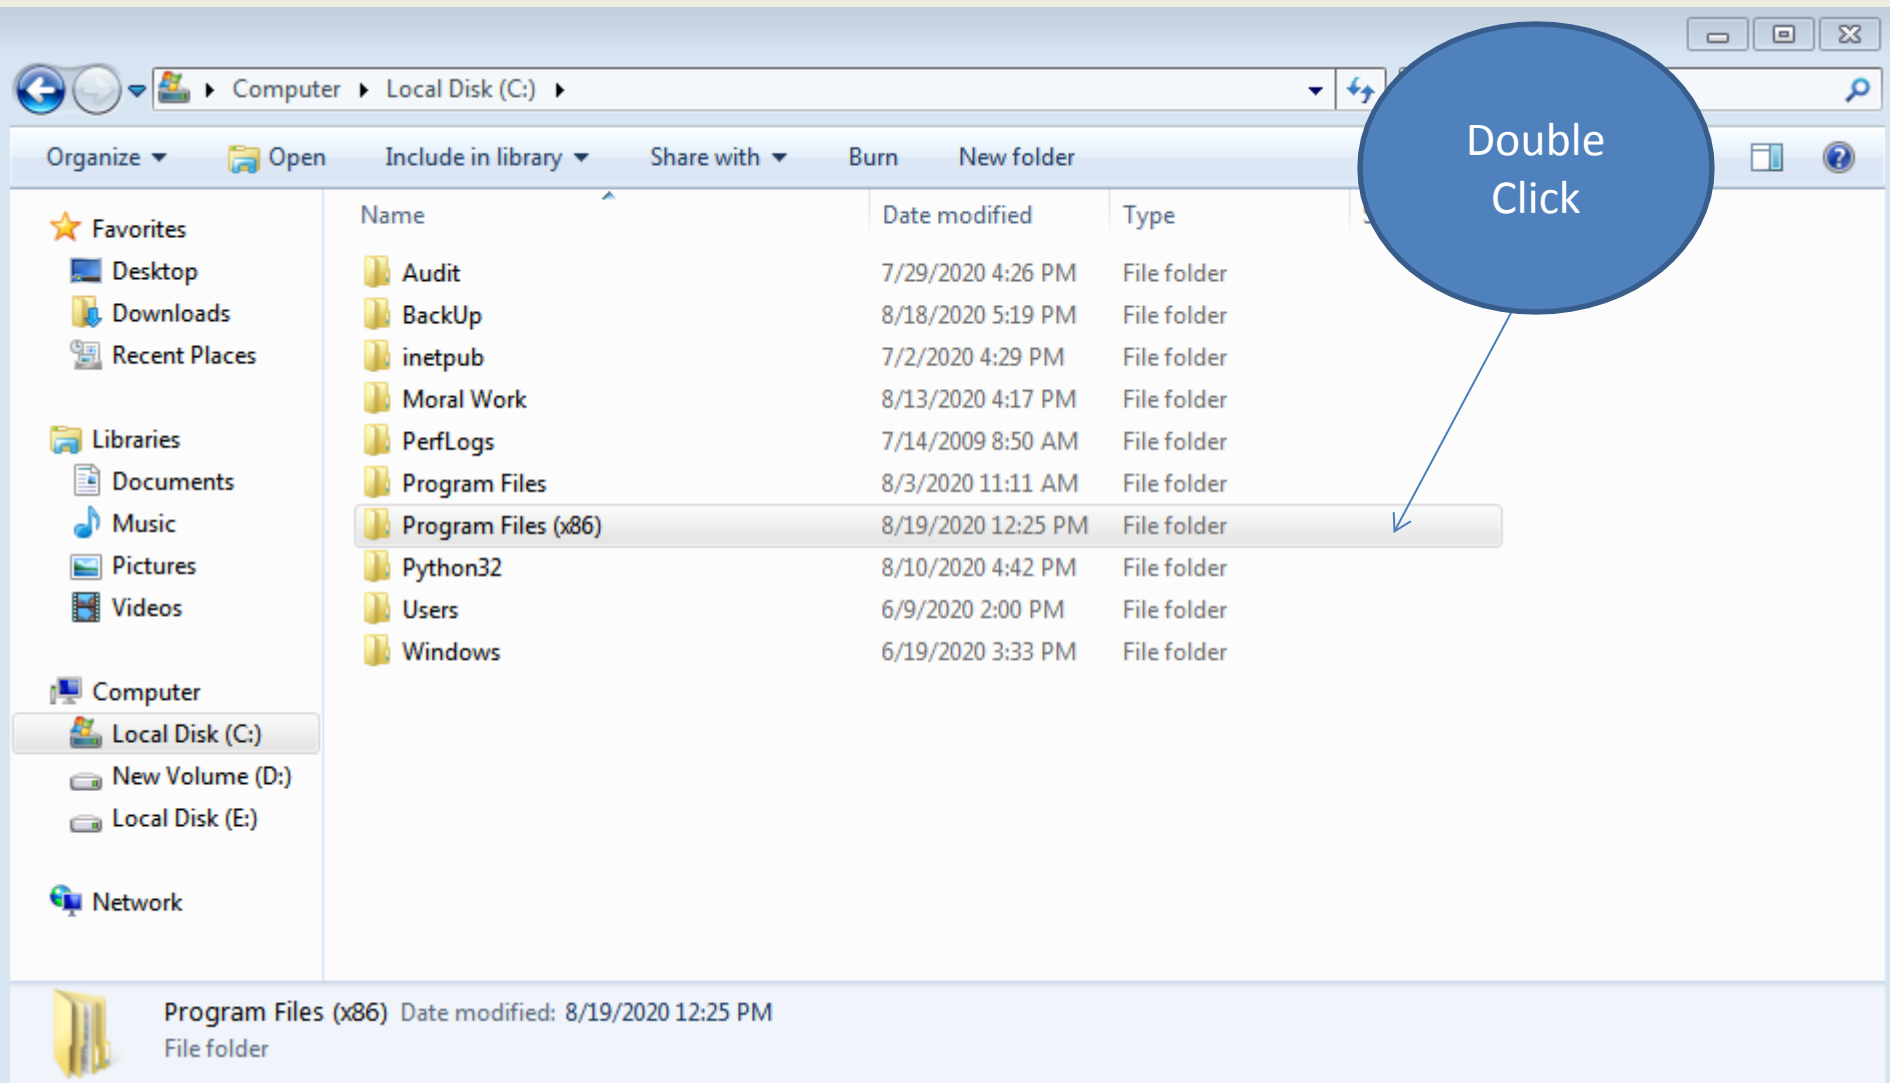 Computer Local Disk (C:)
Organize Open Include in library Share with Burn New folder
Double
Click
Favorites
Desktop
Downloads
Recent Places
Libraries
Documents
Music
Pictures
Videos
Computer
Local Disk (C:)
New Volume (D:)
Local Disk (E:)
Network
Name Date modified Type
Audit 7/29/2020 4:26 PM File folder
BackUp 8/18/2020 5:19 PM File folder
inetpub 7/2/2020 4:29 PM File folder
Moral Work 8/13/2020 4:17 PM File folder
PerfLogs 7/14/2009 8:50 AM File folder
Program Files 8/3/2020 11:11 AM File folder
Program Files (x86) 8/19/2020 12:25 PM File folder
Python32 8/10/2020 4:42 PM File folder
Users 6/9/2020 2:00 PM File folder
Windows 6/19/2020 3:33 PM File folder
Program Files (x86) Date modified: 8/19/2020 12:25 PM
File folder